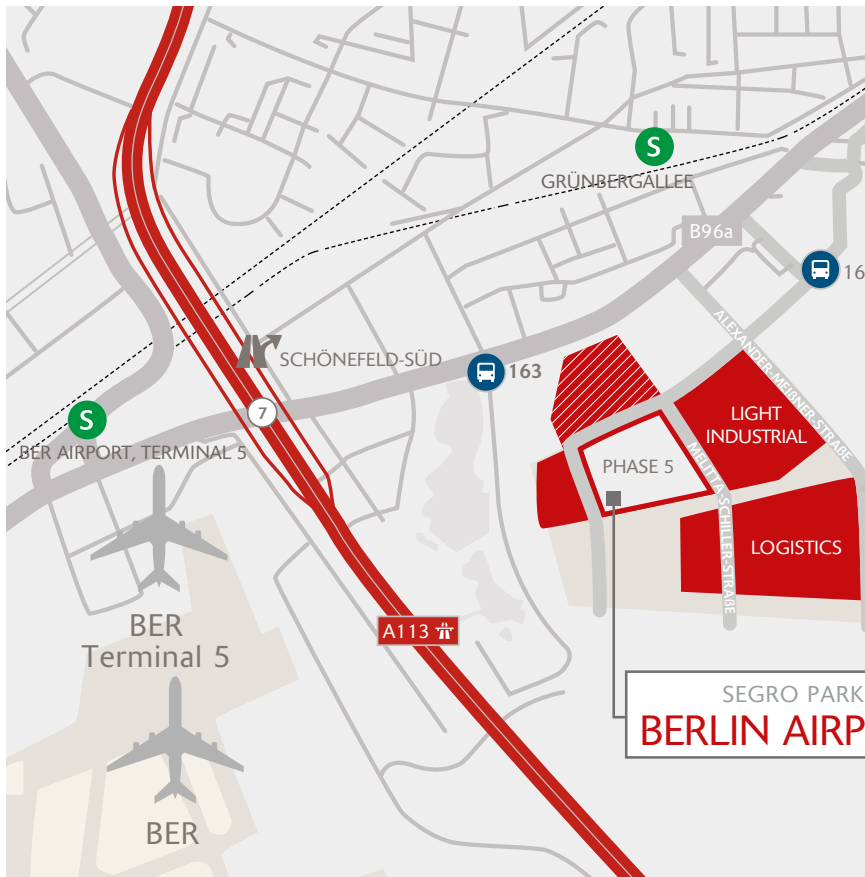 S
GRÜNBERGALLEE
B96a
16
ALEXANDER-MEIßNER-STRAßE
SCHÖNEFELD-SÜD
163
7
S
BER AIRPORT, TERMINAL 5
LIGHT
INDUSTRIAL
PHASE 5
MELITTA-SCHILLER-STRAßE
LOGISTICS
BER
Terminal 5
A113
SEGRO PARK
BERLIN AIRP
BER